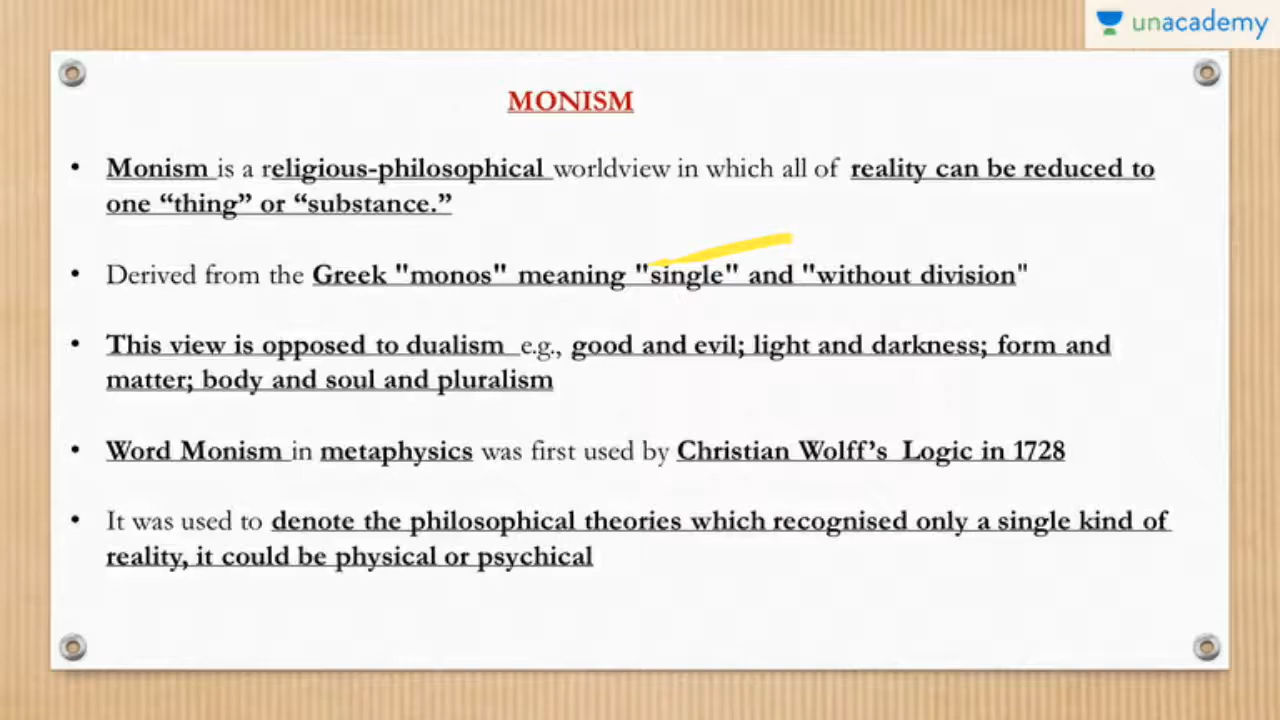 unacademy
MONISM
• Monism is a religious-philosophical worldview in which all of reality can be reduced to
one “thing” or “substance.”
• Derived from the Greek "monos" meaning "single" and "without division"
• This view is opposed to dualism e.g., good and evil; light and darkness; form and
matter; body and soul and pluralism
• Word Monism in metaphysics was first used by Christian Wolff’s Logic in 1728
• It was used to denote the philosophical theories which recognised only a single kind of
reality, it could be physical or psychical